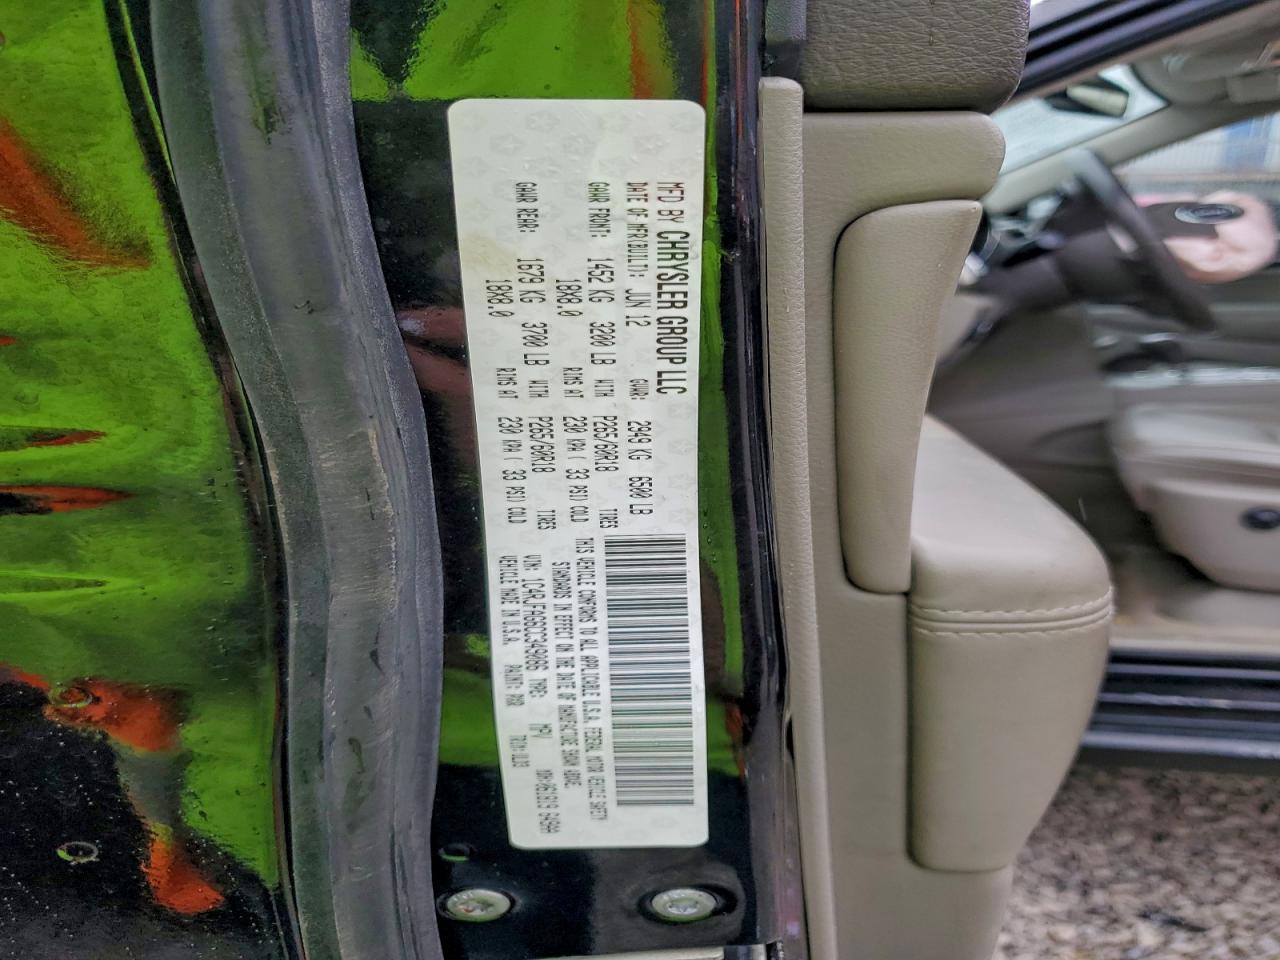 MFD BY CHRYSLER GROUP LLC
DATE OF MFR(BUILT): JUN 12 GVWR: 2949 KG 6500 LB
GAWR FRONT: 1452 KG 3200 LB WITH P265/60R18 TIRES
18X8.0 RIMS AT 230 KPA( 33 PSI) COLD
GAWR REAR: 1679 KG 3700 LB WITH P265/60R18 TIRES
18X8.0 RIMS AT 230 KPA( 33 PSI) COLD
THIS VEHICLE CONFORMS TO ALL APPLICABLE U.S.A. FEDERAL MOTOR VEHICLE SAFETY
STANDARDS IN EFFECT ON THE DATE OF MANUFACTURE SHOWN ABOVE.
VIN: 1C4RJFAG6CC349086 TYPE: MPV
VEHICLE MADE IN U.S.A. PAINT: TRIM: